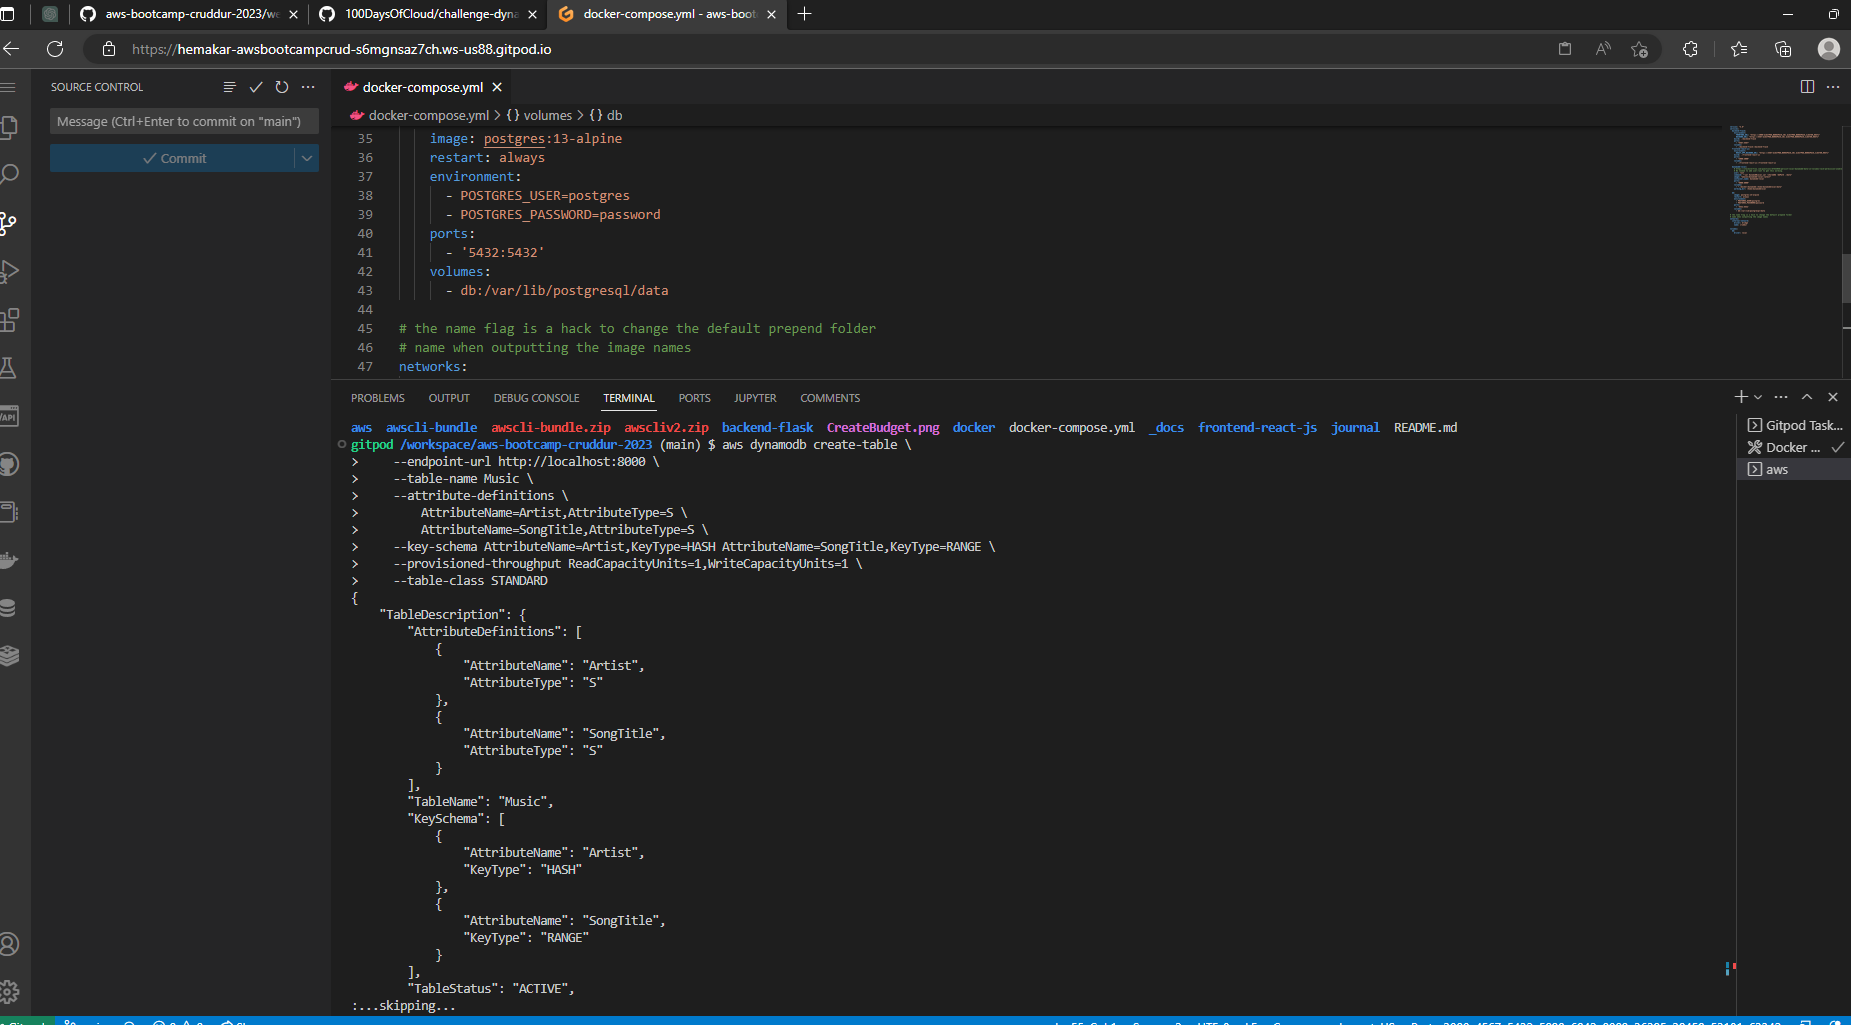 aws-bootcamp-cruddur-2023/we
100DaysOfCloud/challenge-dyna
docker-compose.yml - aws-boot
https://hemakar-awsbootcampcrud-s6mgnsaz7ch.ws-us88.gitpod.io
SOURCE CONTROL
Message (Ctrl+Enter to commit on "main")
Commit
docker-compose.yml
docker-compose.yml > {} volumes > {} db
35 image: postgres:13-alpine
36 restart: always
37 environment:
38 - POSTGRES_USER=postgres
39 - POSTGRES_PASSWORD=password
40 ports:
41 - '5432:5432'
42 volumes:
43 - db:/var/lib/postgresql/data
44
45 # the name flag is a hack to change the default prepend folder
46 # name when outputting the image names
47 networks:
PROBLEMS OUTPUT DEBUG CONSOLE TERMINAL PORTS JUPYTER COMMENTS
aws awscli-bundle awscli-bundle.zip awscliv2.zip backend-flask CreateBudget.png docker docker-compose.yml _docs frontend-react-js journal README.md
gitpod /workspace/aws-bootcamp-cruddur-2023 (main) $ aws dynamodb create-table \
> --endpoint-url http://localhost:8000 \
> --table-name Music \
> --attribute-definitions \
> AttributeName=Artist,AttributeType=S \
> AttributeName=SongTitle,AttributeType=S \
> --key-schema AttributeName=Artist,KeyType=HASH AttributeName=SongTitle,KeyType=RANGE \
> --provisioned-throughput ReadCapacityUnits=1,WriteCapacityUnits=1 \
> --table-class STANDARD
{
"TableDescription": {
"AttributeDefinitions": [
{
"AttributeName": "Artist",
"AttributeType": "S"
},
{
"AttributeName": "SongTitle",
"AttributeType": "S"
}
],
"TableName": "Music",
"KeySchema": [
{
"AttributeName": "Artist",
"KeyType": "HASH"
},
{
"AttributeName": "SongTitle",
"KeyType": "RANGE"
}
],
"TableStatus": "ACTIVE",
:...skipping...
Gitpod Task...
Docker ...
aws